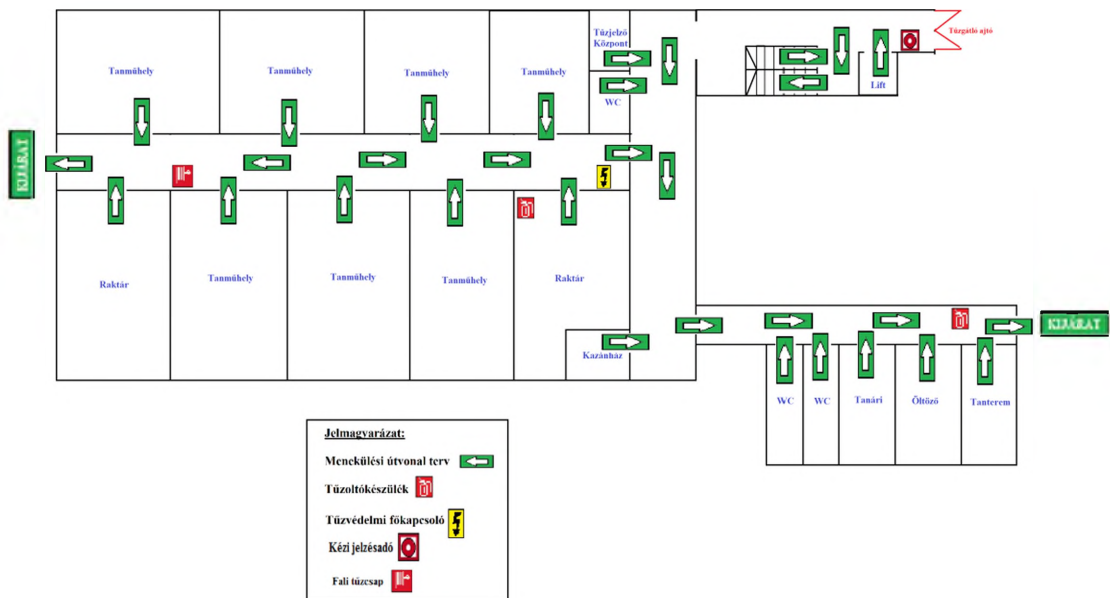 Tűzjelző
Központ
Tűzgátló ajtó
Tanműhely
Tanműhely
Tanműhely
Tanműhely
WC
Lift
KIJÁRAT
Raktár
Tanműhely
Tanműhely
Tanműhely
Raktár
KIJÁRAT
Kazánház
WC
WC
Tanári
Öltöző
Tanterem
Jelmagyarázat:
Menekülési útvonal terv
Tűzoltókészülék
Tűzvédelmi főkapcsoló
Kézi jelzésadó
Fali tűzcsap